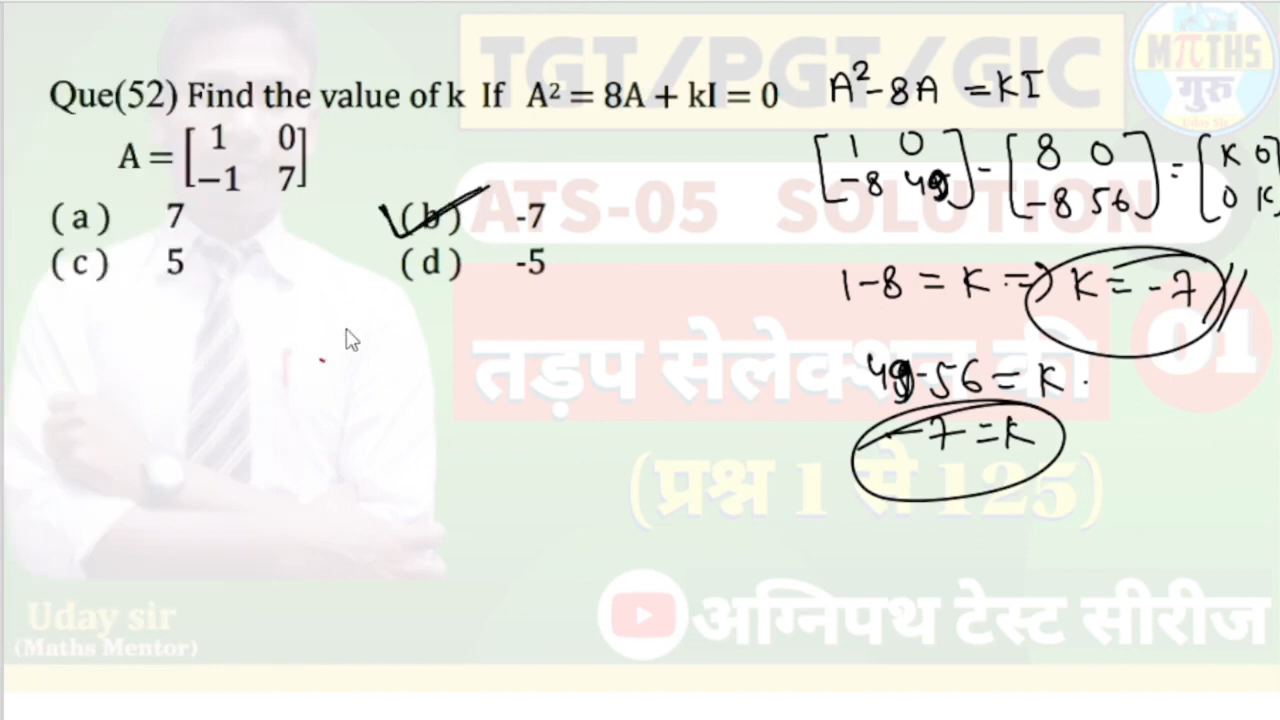 TGT/PGT/GIC
MπTHS
गुरु
Uday Sir
Que(52) Find the value of k If A² = 8A + kI = 0
A² - 8A = KI
A = [1 0
-1 7]
[1 0
-8 49] - [8 0
-8 56] = [K 0
0 K]
(a) 7 (b) -7
(c) 5 (d) -5
ATS-05 SOLUTION
1-8 = K => K = -7
तड़प सेलेक्शन की 01
49-56 = K.
-7 = K
(प्रश्न 1 से 125)
Uday sir
(Maths Mentor)
अग्निपथ टेस्ट सीरीज